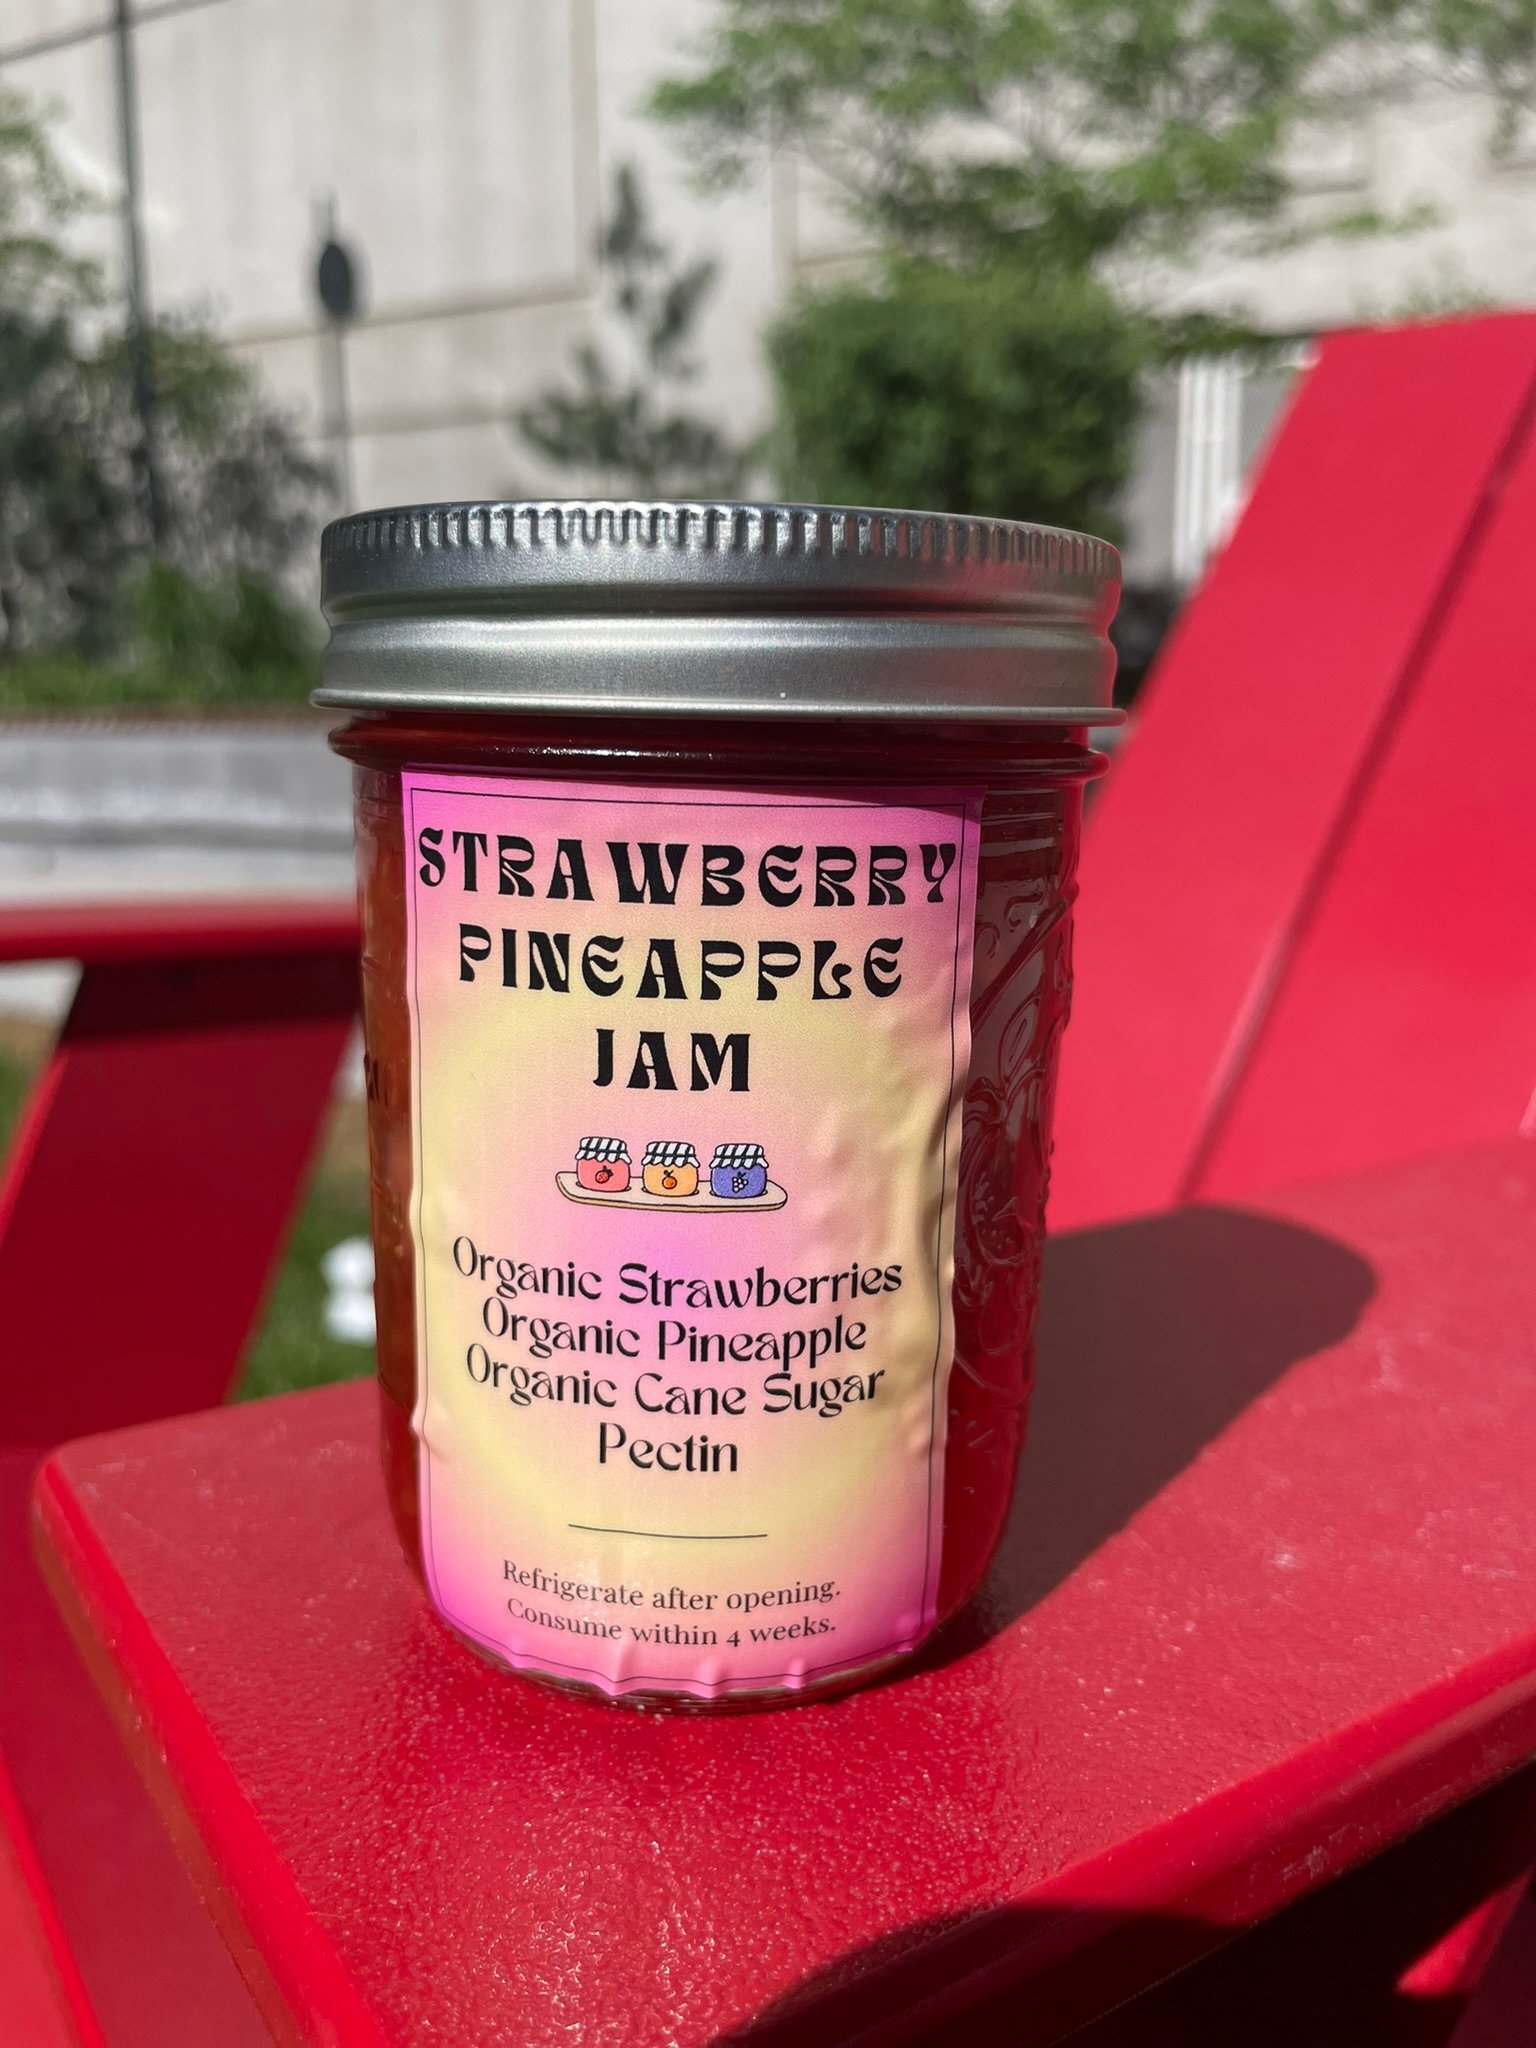 STRAWBERRY
PINEAPPLE
JAM
Organic Strawberries
Organic Pineapple
Organic Cane Sugar
Pectin
Refrigerate after opening.
Consume within 4 weeks.